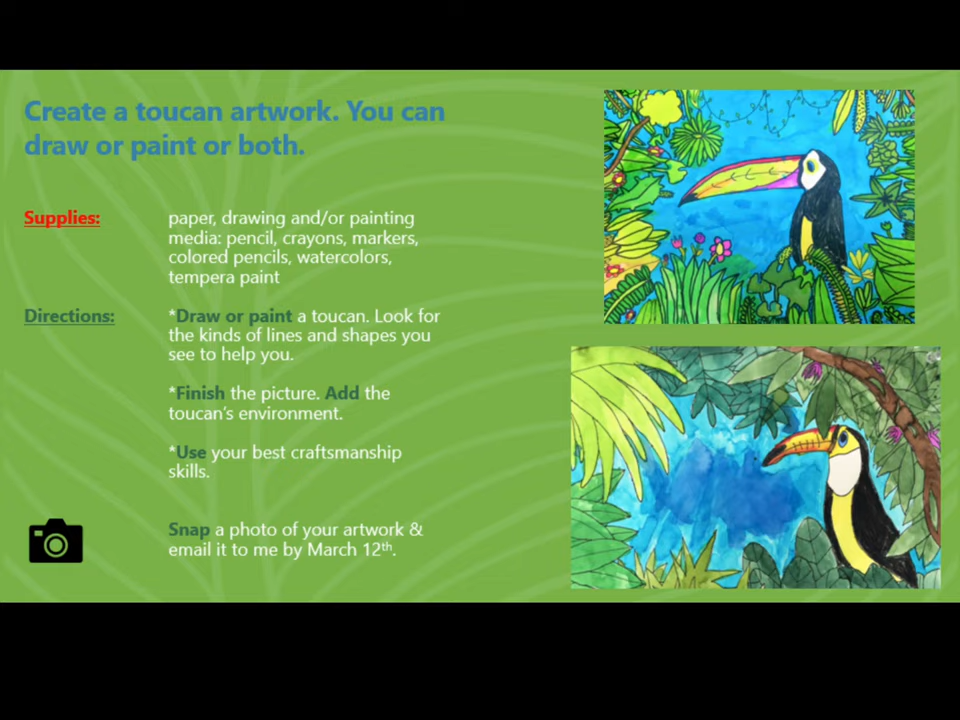 Create a toucan artwork. You can
draw or paint or both.
Supplies:
paper, drawing and/or painting
media: pencil, crayons, markers,
colored pencils, watercolors,
tempera paint
Directions:
*Draw or paint a toucan. Look for
the kinds of lines and shapes you
see to help you.
*Finish the picture. Add the
toucan's environment.
*Use your best craftsmanship
skills.
Snap a photo of your artwork &
email it to me by March 12th.